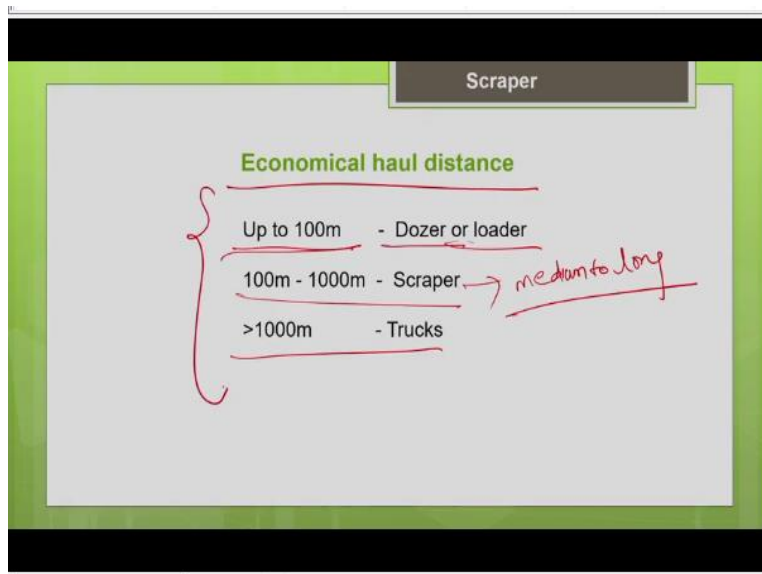 Scraper
Economical haul distance
Up to 100m - Dozer or loader
100m - 1000m - Scraper → medium to long
>1000m - Trucks